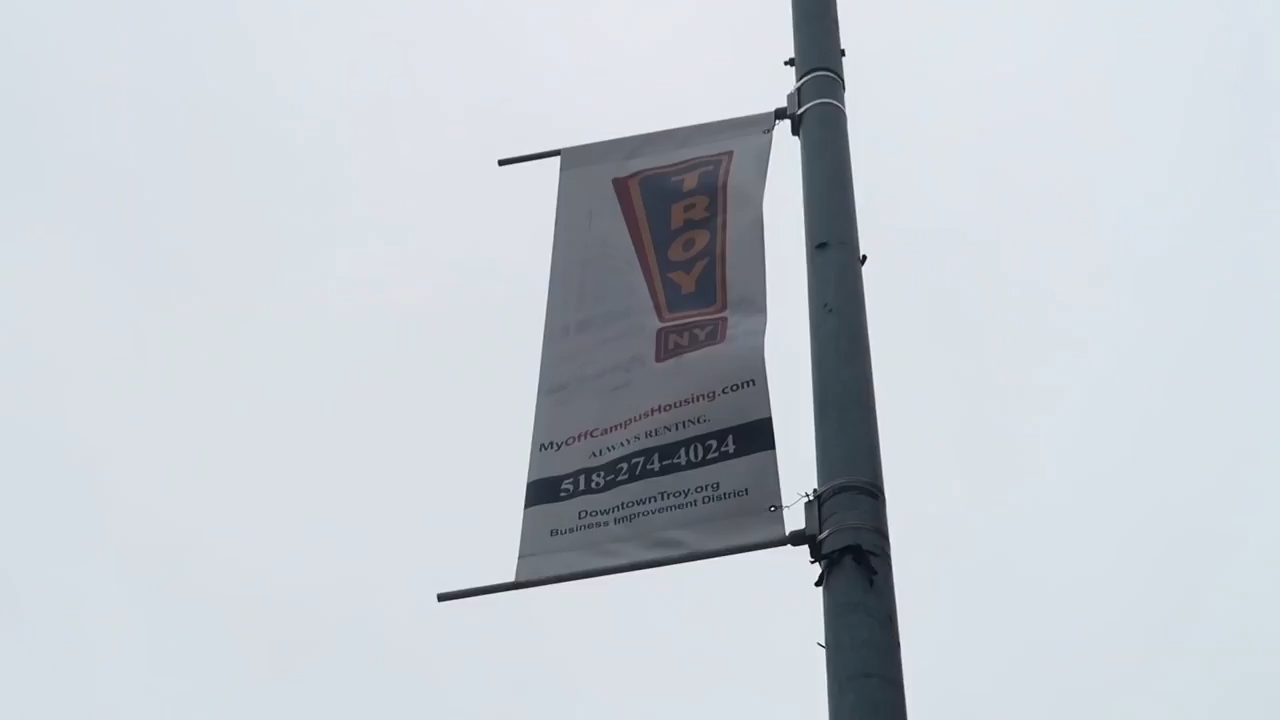 TROY
NY
MyOffCampusHousing.com
ALWAYS RENTING.
518-274-4024
DowntownTroy.org
Business Improvement District